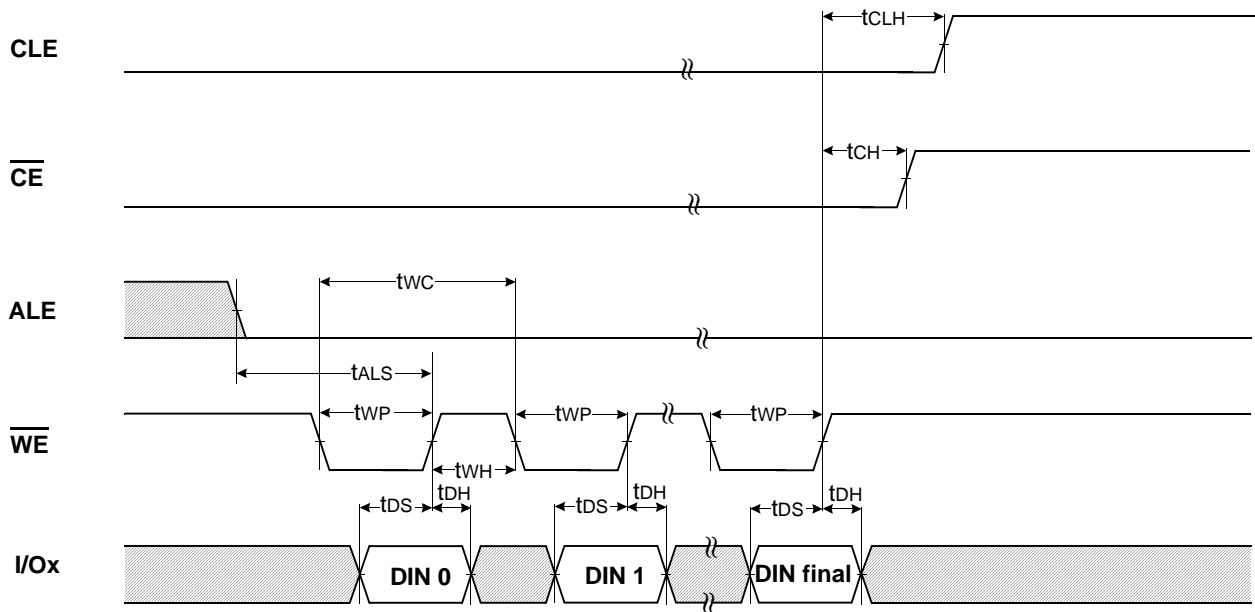 tCLH
CLE
tCH
CE
tWC
ALE
tALS
tWP
tWP
tWP
WE
tWH
tDH
tDH
tDH
tDS
tDS
tDS
I/Ox
DIN 0
DIN 1
DIN final